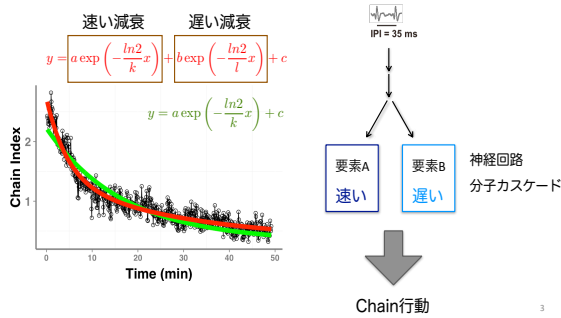 速い減衰 遅い減衰
y = a exp(-ln2/k x) + b exp(-ln2/l x) + c
y = a exp(-ln2/k x) + c
Chain Index
2
1
0 10 20 30 40 50
Time (min)
IPI = 35 ms
要素A
速い
要素B
遅い
神経回路
分子カスケード
Chain行動
3